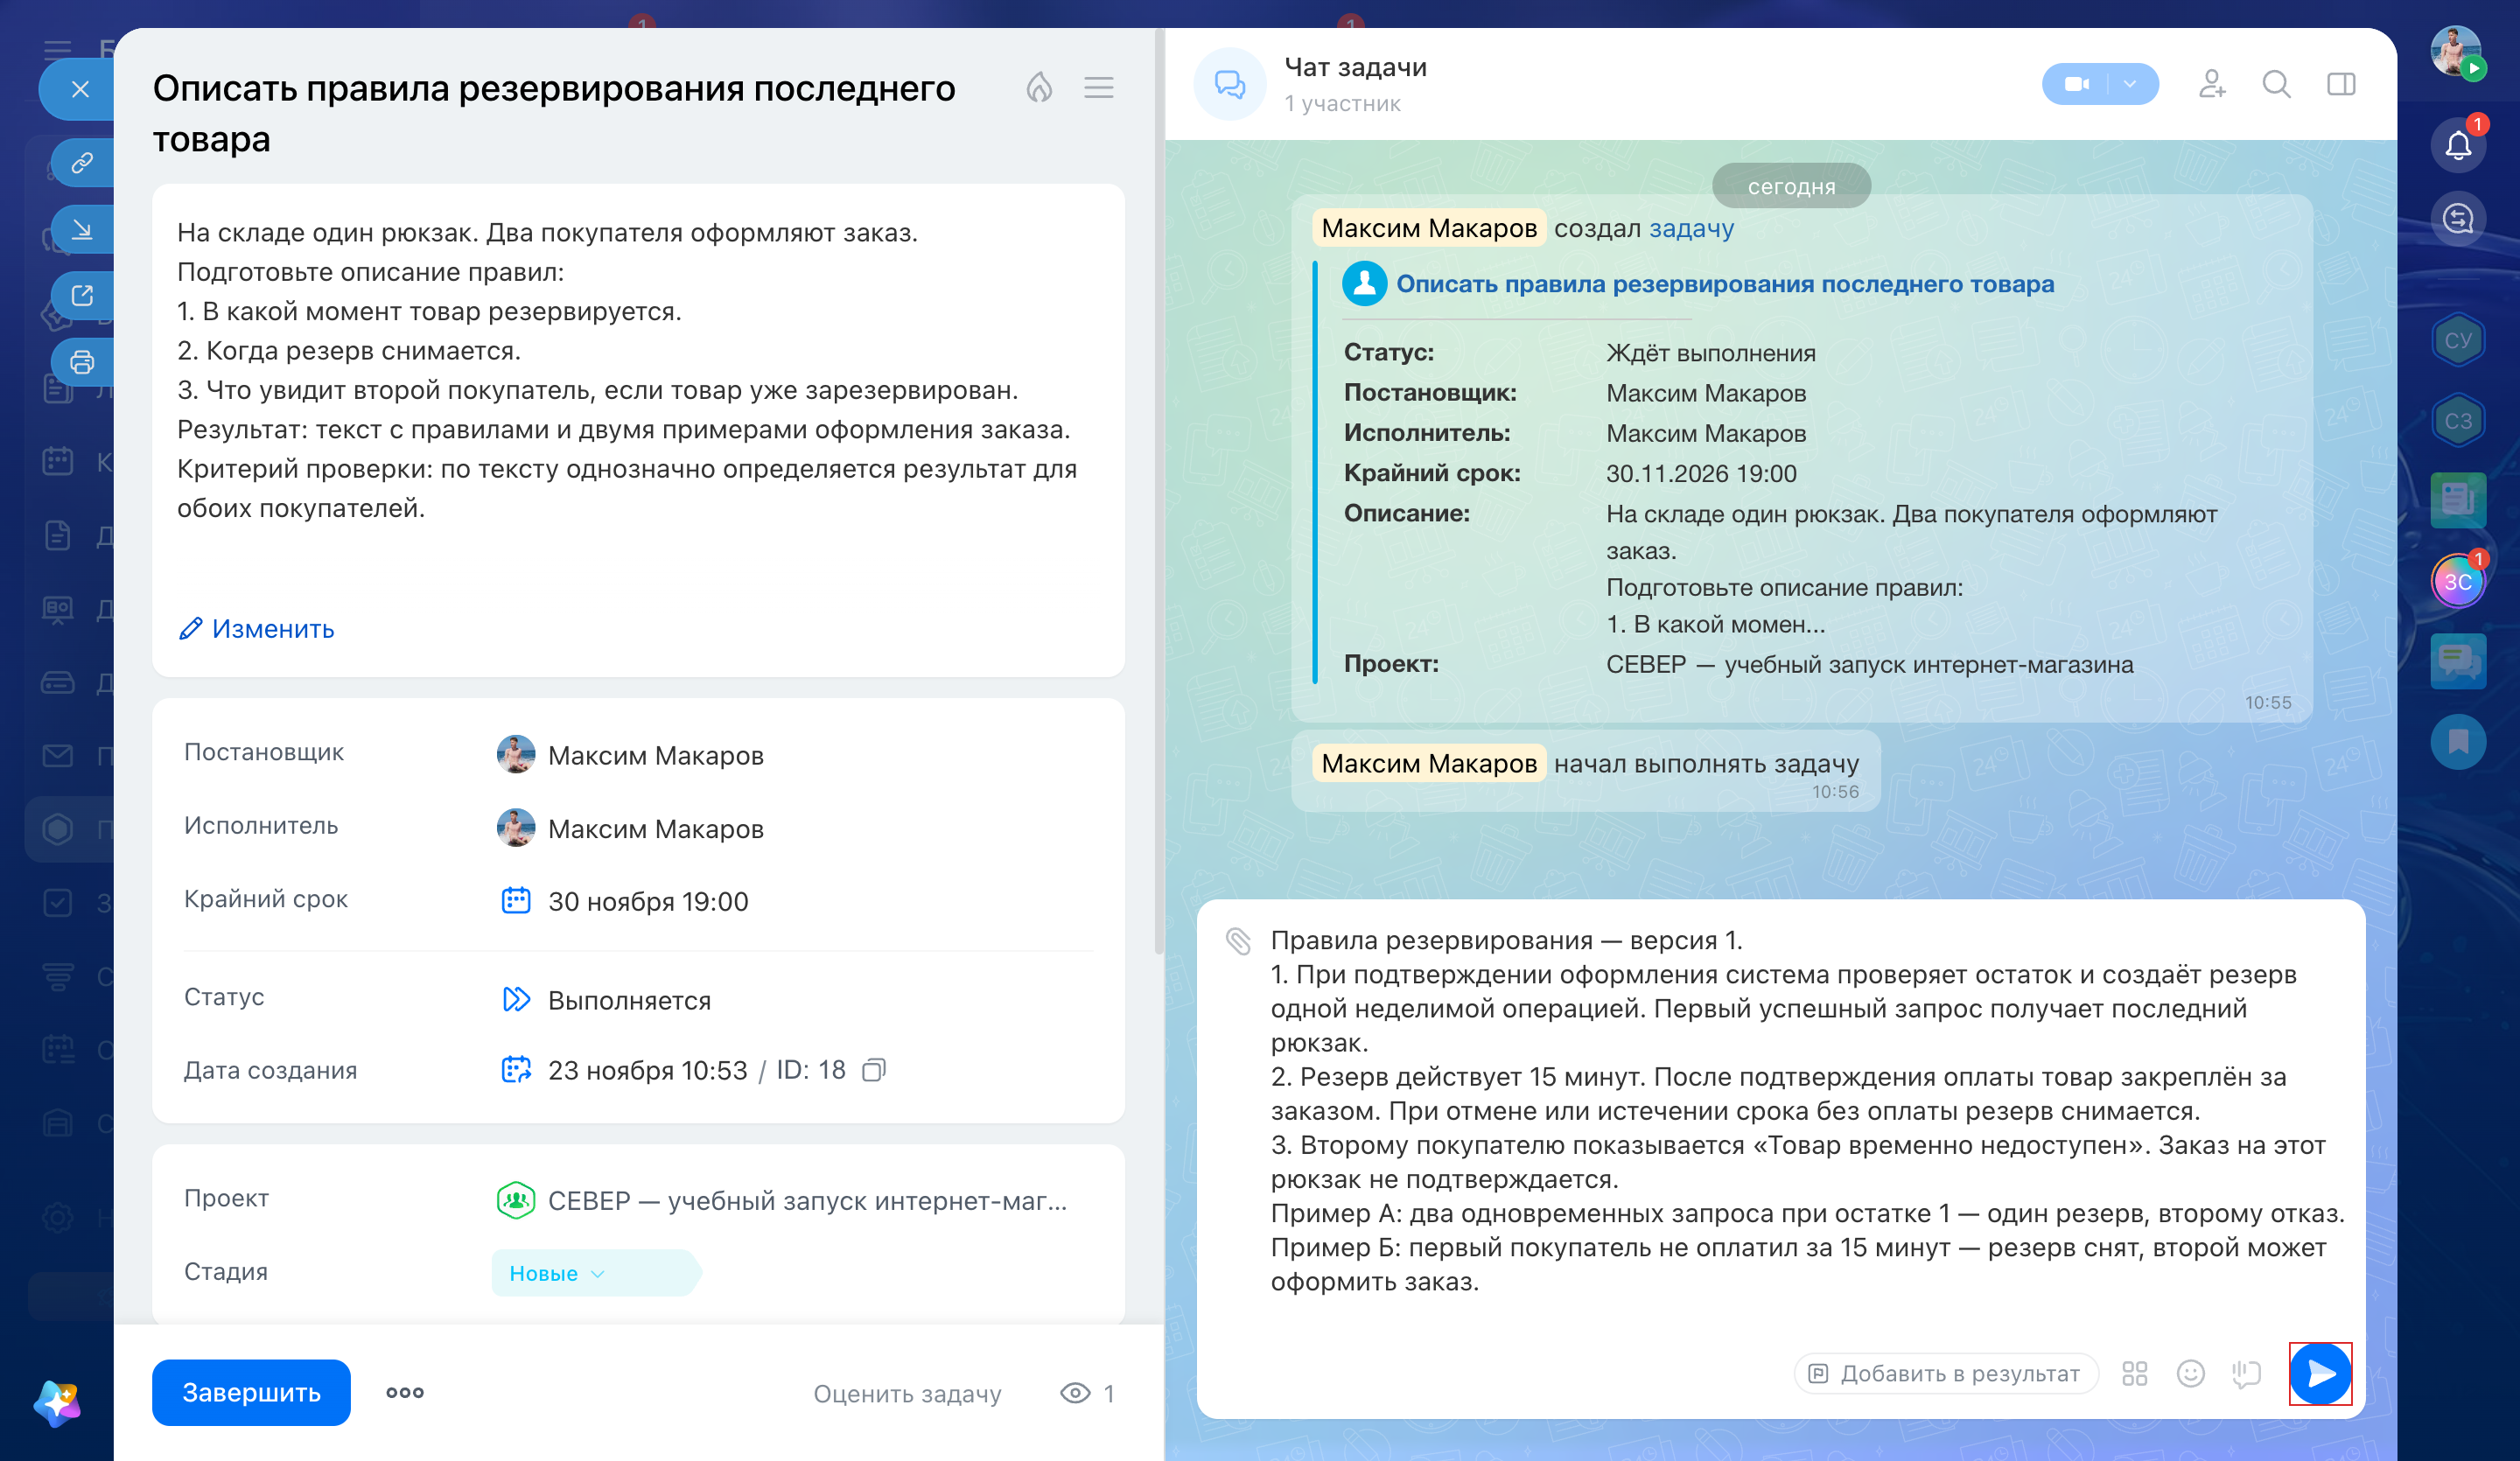 Описать правила резервирования последнего
товара
На складе один рюкзак. Два покупателя оформляют заказ.
Подготовьте описание правил:
1. В какой момент товар резервируется.
2. Когда резерв снимается.
3. Что увидит второй покупатель, если товар уже зарезервирован.
Результат: текст с правилами и двумя примерами оформления заказа.
Критерий проверки: по тексту однозначно определяется результат для
обоих покупателей.
Изменить
Постановщик Максим Макаров
Исполнитель Максим Макаров
Крайний срок 30 ноября 19:00
Статус Выполняется
Дата создания 23 ноября 10:53 / ID: 18
Проект СЕВЕР — учебный запуск интернет-маг...
Стадия Новые
Завершить
Оценить задачу 1
Чат задачи
1 участник
сегодня
Максим Макаров создал задачу
Описать правила резервирования последнего товара
Статус: Ждёт выполнения
Постановщик: Максим Макаров
Исполнитель: Максим Макаров
Крайний срок: 30.11.2026 19:00
Описание: На складе один рюкзак. Два покупателя оформляют
заказ.
Подготовьте описание правил:
1. В какой момен...
Проект: СЕВЕР — учебный запуск интернет-магазина
10:55
Максим Макаров начал выполнять задачу
10:56
Правила резервирования — версия 1.
1. При подтверждении оформления система проверяет остаток и создаёт резерв
одной неделимой операцией. Первый успешный запрос получает последний
рюкзак.
2. Резерв действует 15 минут. После подтверждения оплаты товар закреплён за
заказом. При отмене или истечении срока без оплаты резерв снимается.
3. Второму покупателю показывается «Товар временно недоступен». Заказ на этот
рюкзак не подтверждается.
Пример А: два одновременных запроса при остатке 1 — один резерв, второму отказ.
Пример Б: первый покупатель не оплатил за 15 минут — резерв снят, второй может
оформить заказ.
Добавить в результат
1
СУ
СЗ
ЗС
1